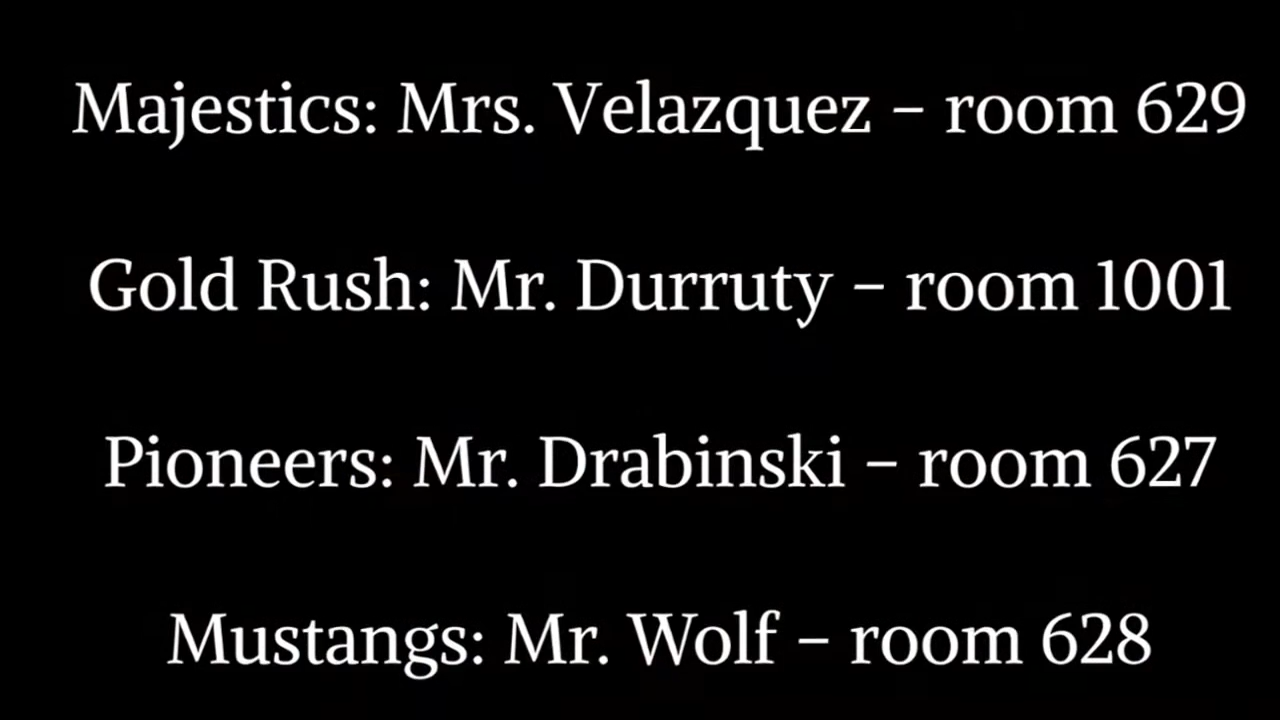 Majestics: Mrs. Velazquez – room 629
Gold Rush: Mr. Durruty – room 1001
Pioneers: Mr. Drabinski – room 627
Mustangs: Mr. Wolf – room 628